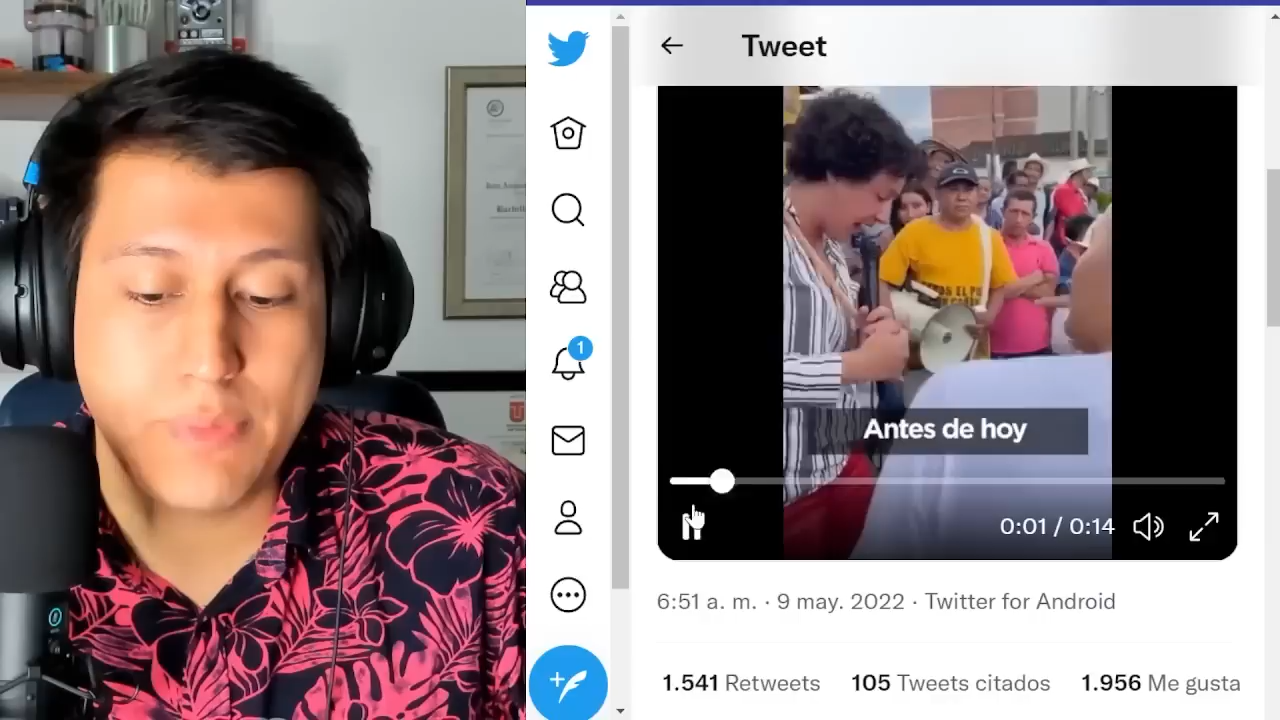 Tweet
1
Antes de hoy
0:01 / 0:14
6:51 a. m. · 9 may. 2022 · Twitter for Android
1.541 Retweets 105 Tweets citados 1.956 Me gusta